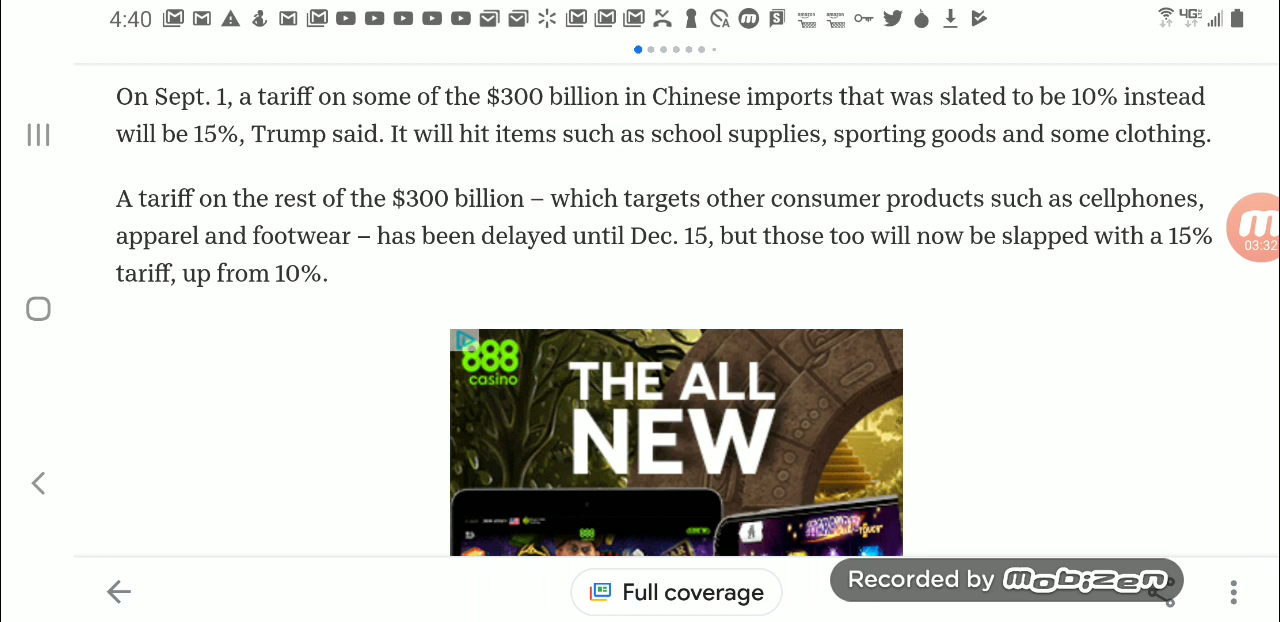 4:40
4G
On Sept. 1, a tariff on some of the $300 billion in Chinese imports that was slated to be 10% instead
will be 15%, Trump said. It will hit items such as school supplies, sporting goods and some clothing.
A tariff on the rest of the $300 billion – which targets other consumer products such as cellphones,
apparel and footwear – has been delayed until Dec. 15, but those too will now be slapped with a 15%
tariff, up from 10%.
03:32
888
casino
THE ALL
NEW
888
Full coverage
Recorded by mobizen